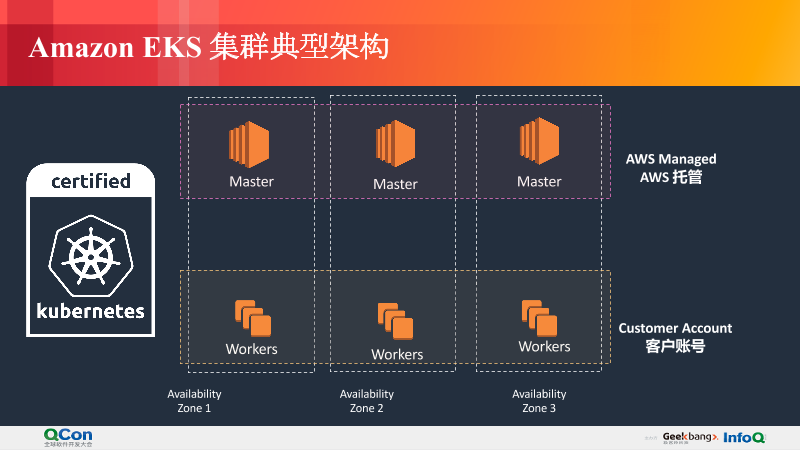 Amazon EKS 集群典型架构
certified
kubernetes
Master
Master
Master
AWS Managed
AWS 托管
Workers
Workers
Workers
Customer Account
客户账号
Availability
Zone 1
Availability
Zone 2
Availability
Zone 3
QCon
全球软件开发大会
Geekbang>.
InfoQ